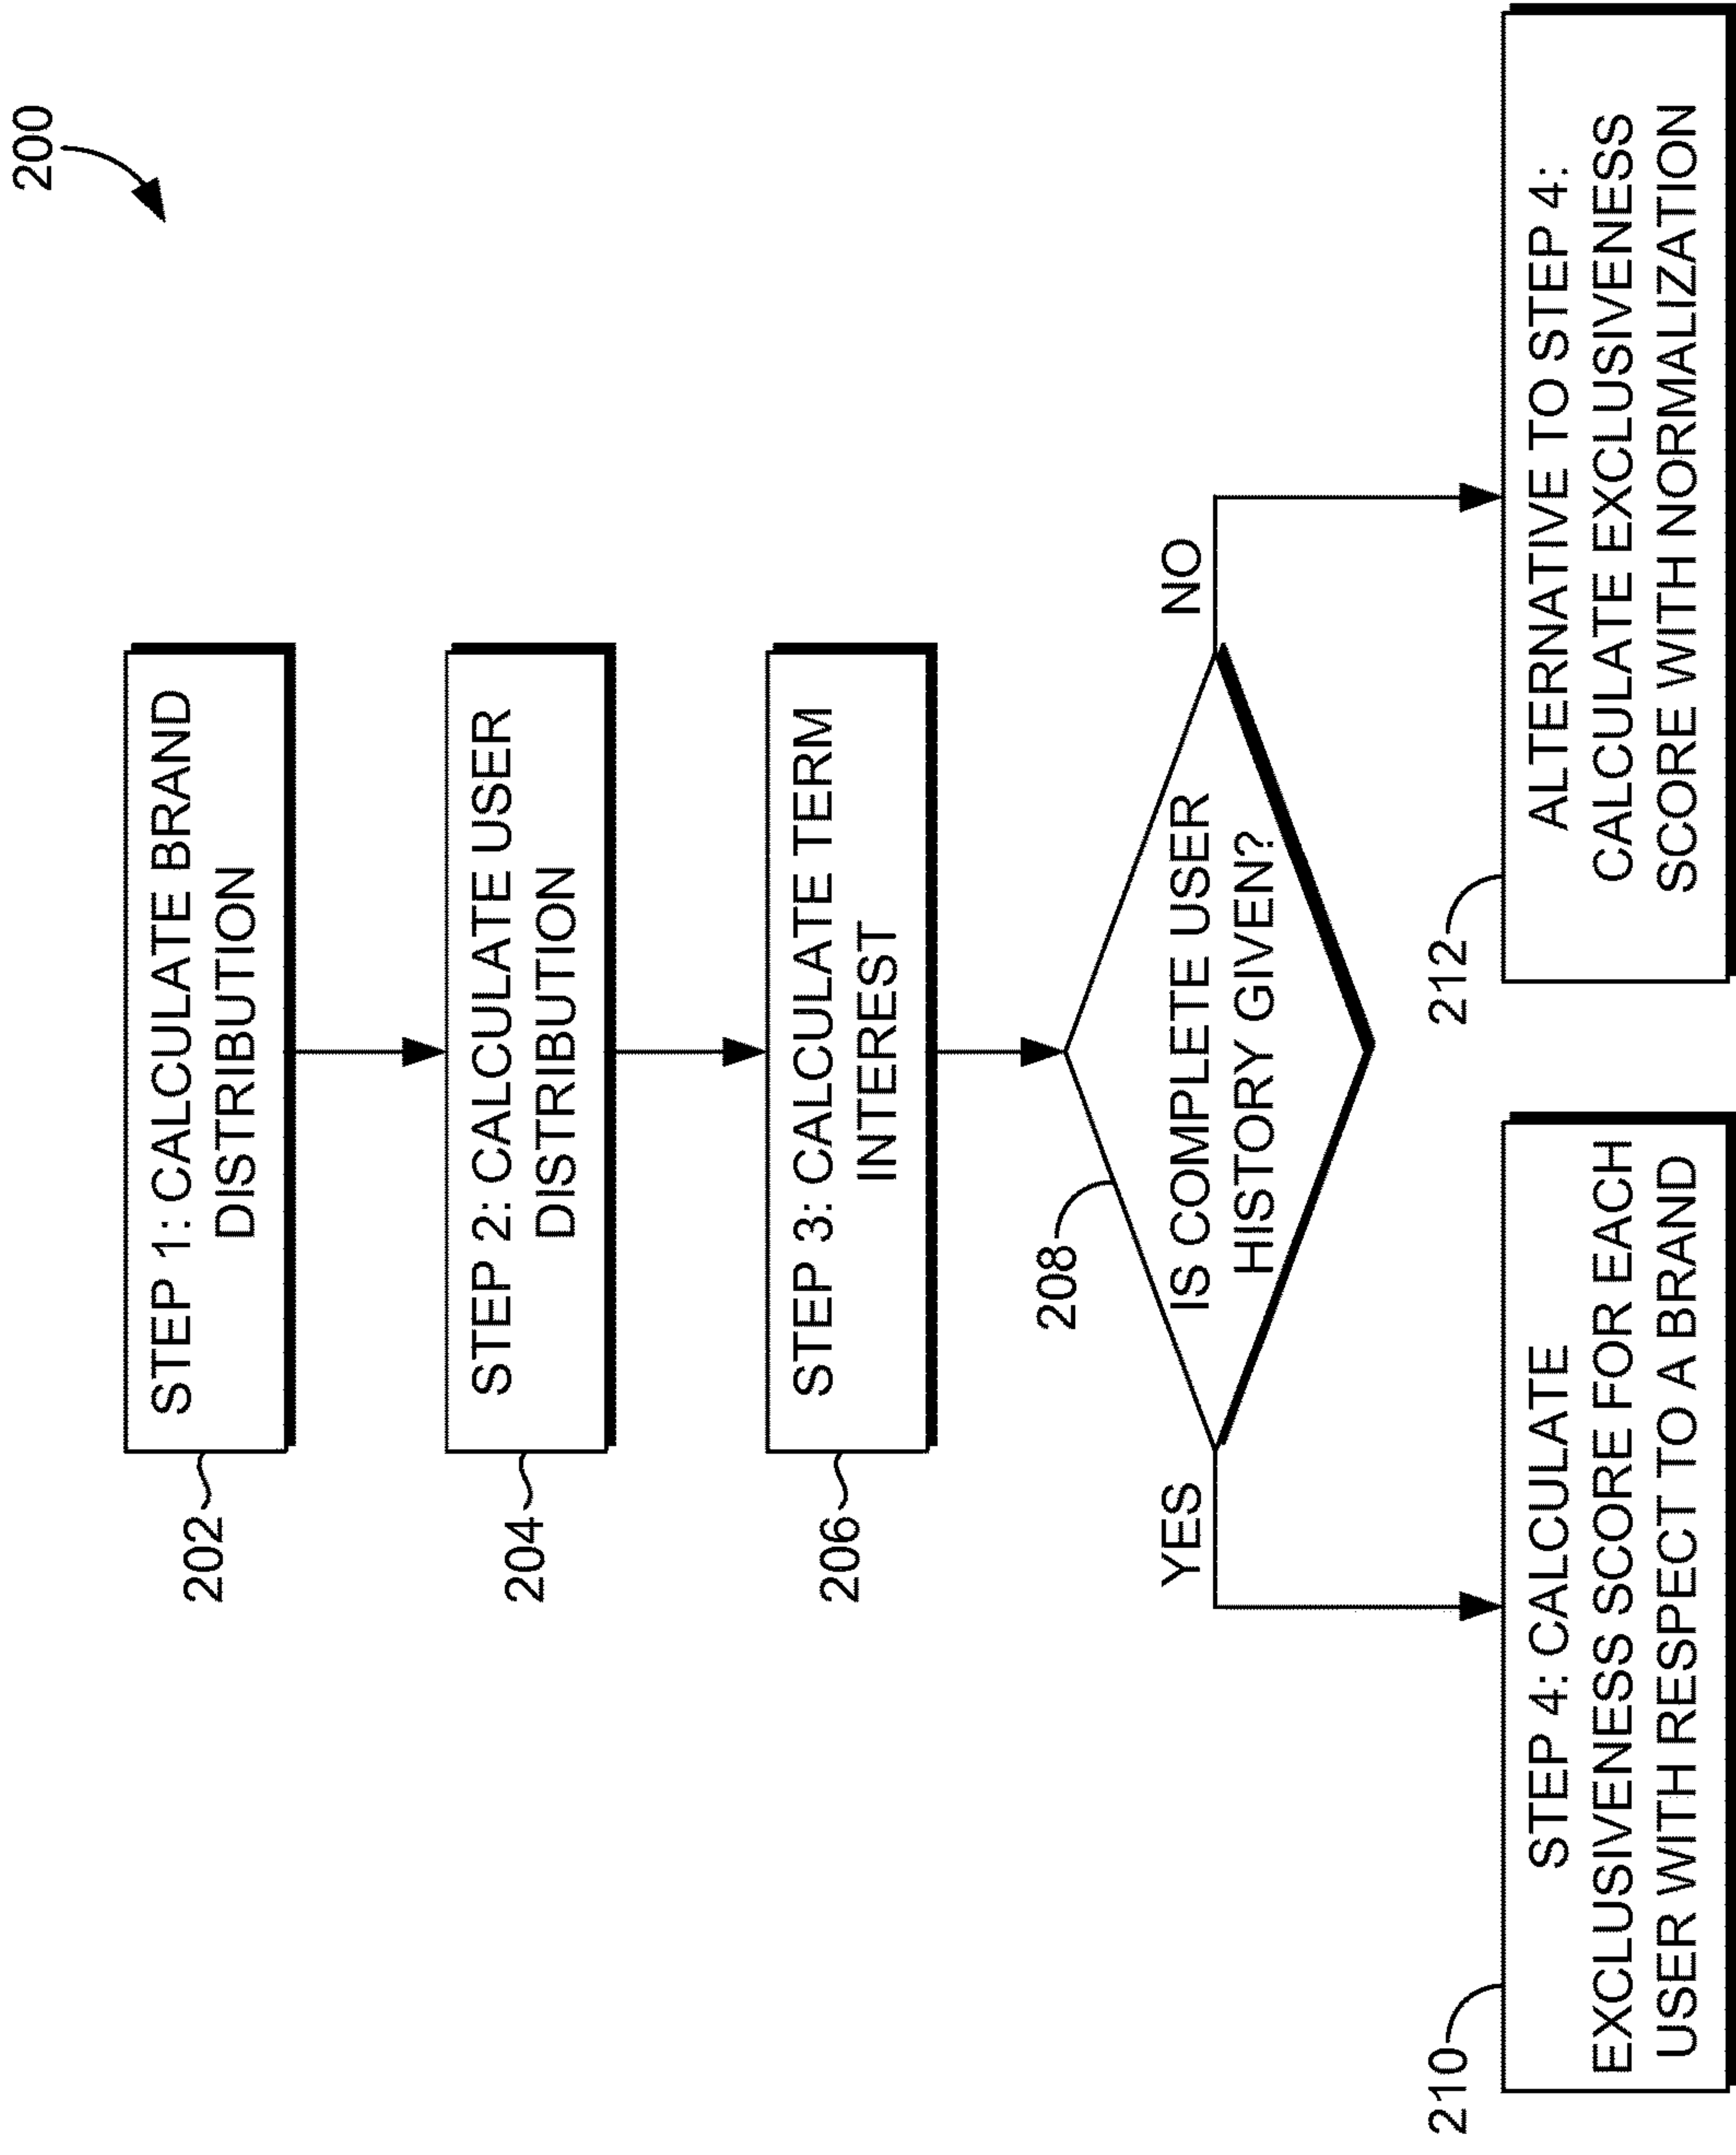 200
STEP 1: CALCULATE BRAND
DISTRIBUTION
202
STEP 2: CALCULATE USER
DISTRIBUTION
204
STEP 3: CALCULATE TERM
INTEREST
206
208
IS COMPLETE USER
HISTORY GIVEN?
YES
NO
210
STEP 4: CALCULATE
EXCLUSIVENESS SCORE FOR EACH
USER WITH RESPECT TO A BRAND
212
ALTERNATIVE TO STEP 4:
CALCULATE EXCLUSIVENESS
SCORE WITH NORMALIZATION